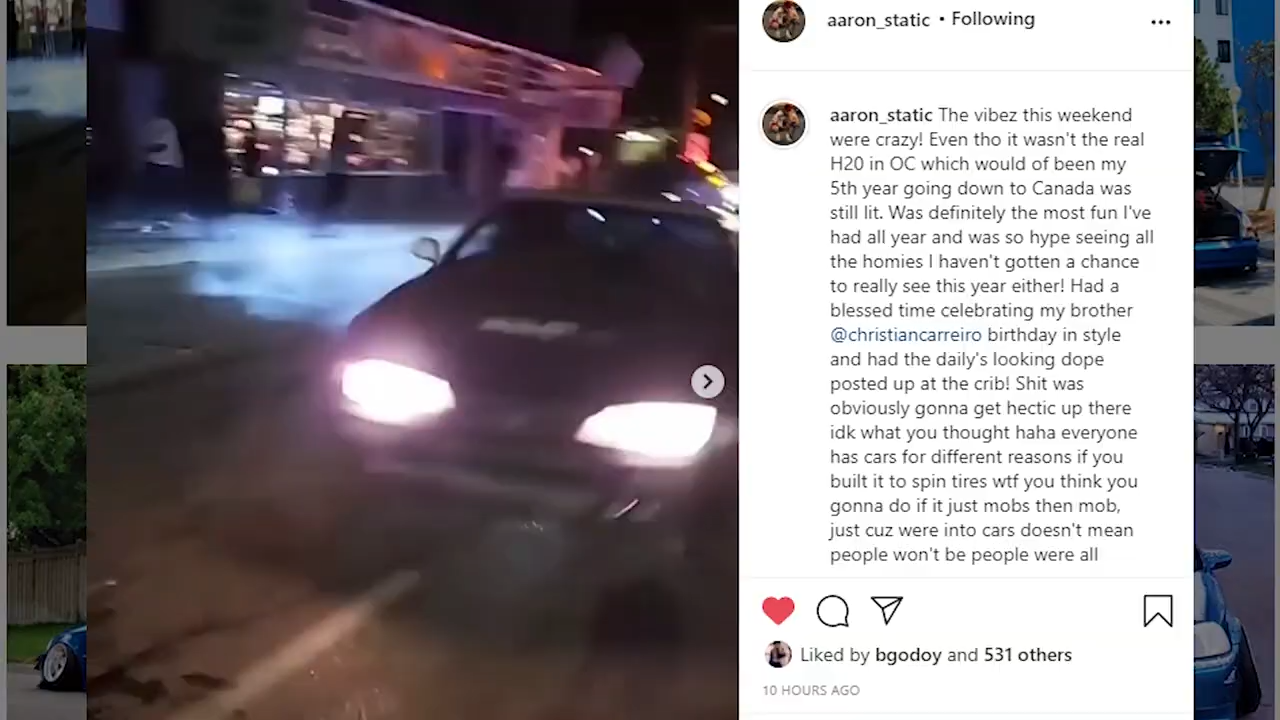 aaron_static • Following
aaron_static The vibez this weekend
were crazy! Even tho it wasn't the real
H20 in OC which would of been my
5th year going down to Canada was
still lit. Was definitely the most fun I've
had all year and was so hype seeing all
the homies I haven't gotten a chance
to really see this year either! Had a
blessed time celebrating my brother
@christiancarreiro birthday in style
and had the daily's looking dope
posted up at the crib! Shit was
obviously gonna get hectic up there
idk what you thought haha everyone
has cars for different reasons if you
built it to spin tires wtf you think you
gonna do if it just mobs then mob,
just cuz were into cars doesn't mean
people won't be people were all
Liked by bgodoy and 531 others
10 HOURS AGO